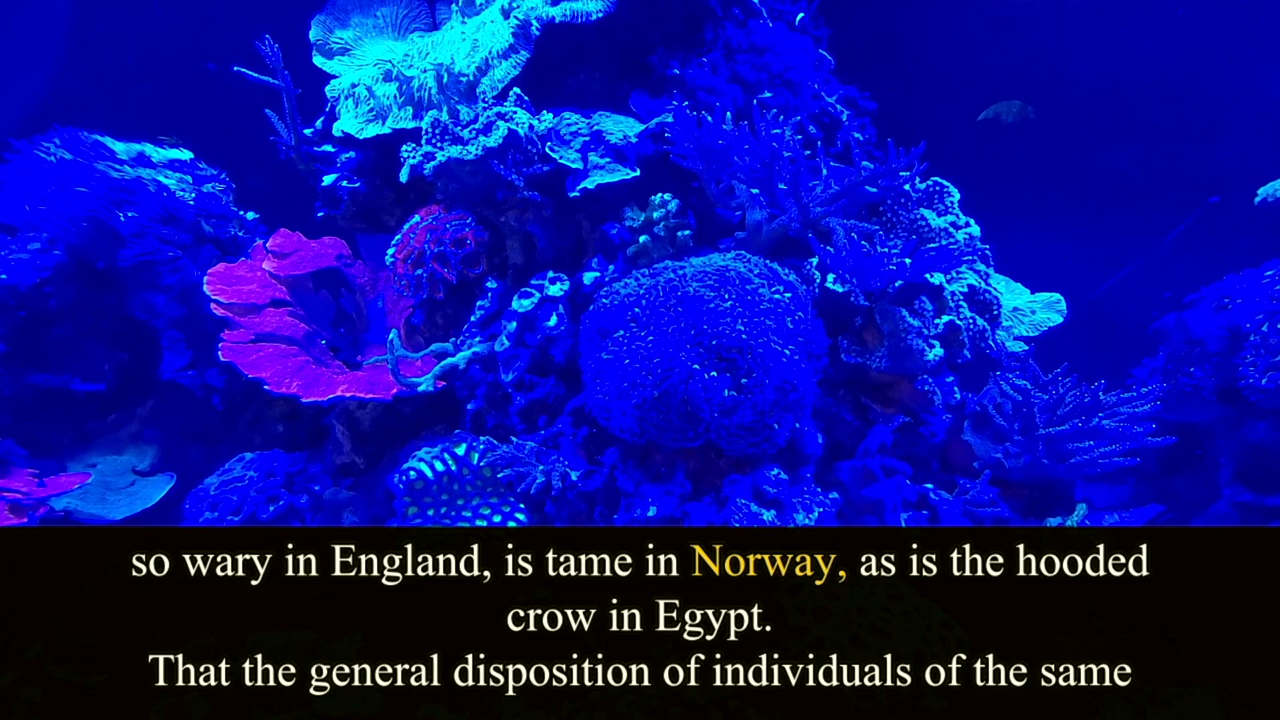 so wary in England, is tame in Norway, as is the hooded
crow in Egypt.
That the general disposition of individuals of the same